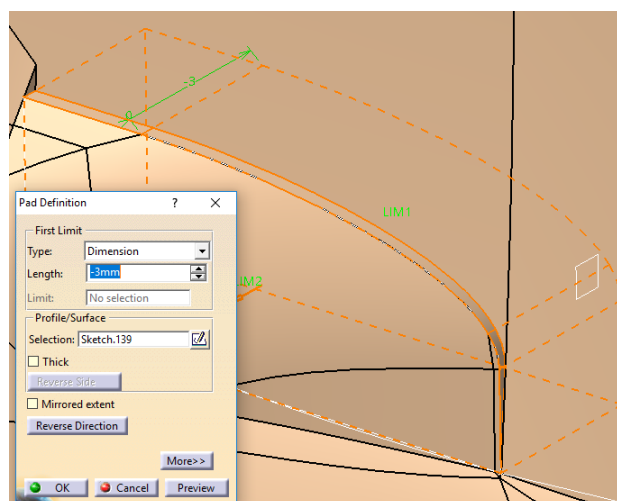 -3
0
LIM1
LIM2
Pad Definition ? ×
First Limit
Type: Dimension
Length: -3mm
Limit: No selection
Profile/Surface
Selection: Sketch.139
Thick
Reverse Side
Mirrored extent
Reverse Direction
More>>
OK Cancel Preview